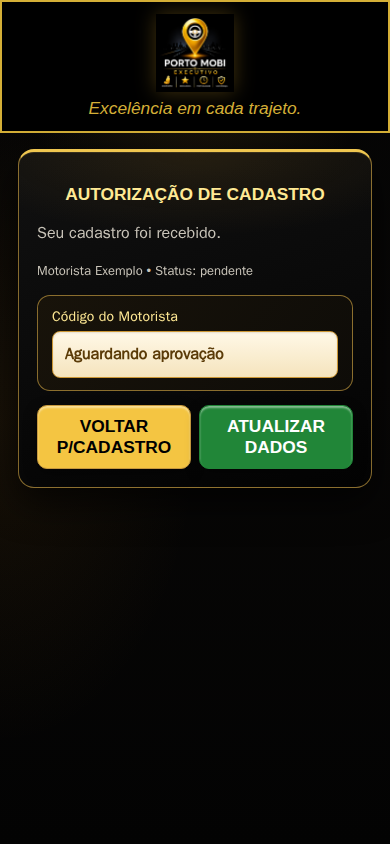 PORTO MOBI
EXECUTIVO
Excelência em cada trajeto.
AUTORIZAÇÃO DE CADASTRO
Seu cadastro foi recebido.
Motorista Exemplo • Status: pendente
Código do Motorista
Aguardando aprovação
VOLTAR
P/CADASTRO
ATUALIZAR
DADOS